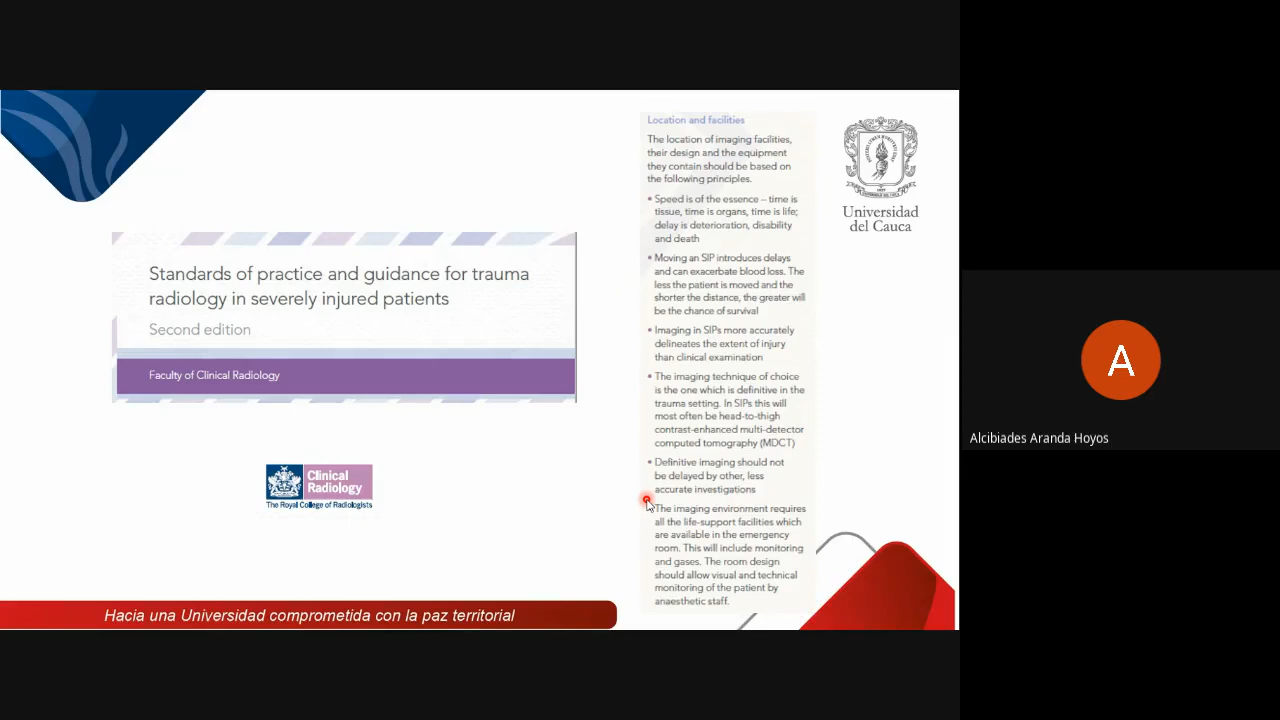 Standards of practice and guidance for trauma
radiology in severely injured patients
Second edition
Faculty of Clinical Radiology
Clinical
Radiology
The Royal College of Radiologists
Hacia una Universidad comprometida con la paz territorial
Location and facilities
The location of imaging facilities,
their design and the equipment
they contain should be based on
the following principles.
• Speed is of the essence – time is
tissue, time is organs, time is life;
delay is deterioration, disability
and death
• Moving an SIP introduces delays
and can exacerbate blood loss. The
less the patient is moved and the
shorter the distance, the greater will
be the chance of survival
• Imaging in SIPs more accurately
delineates the extent of injury
than clinical examination
• The imaging technique of choice
is the one which is definitive in the
trauma setting. In SIPs this will
most often be head-to-thigh
contrast-enhanced multi-detector
computed tomography (MDCT)
• Definitive imaging should not
be delayed by other, less
accurate investigations
The imaging environment requires
all the life-support facilities which
are available in the emergency
room. This will include monitoring
and gases. The room design
should allow visual and technical
monitoring of the patient by
anaesthetic staff.
Universidad
del Cauca
A
Alcibiades Aranda Hoyos